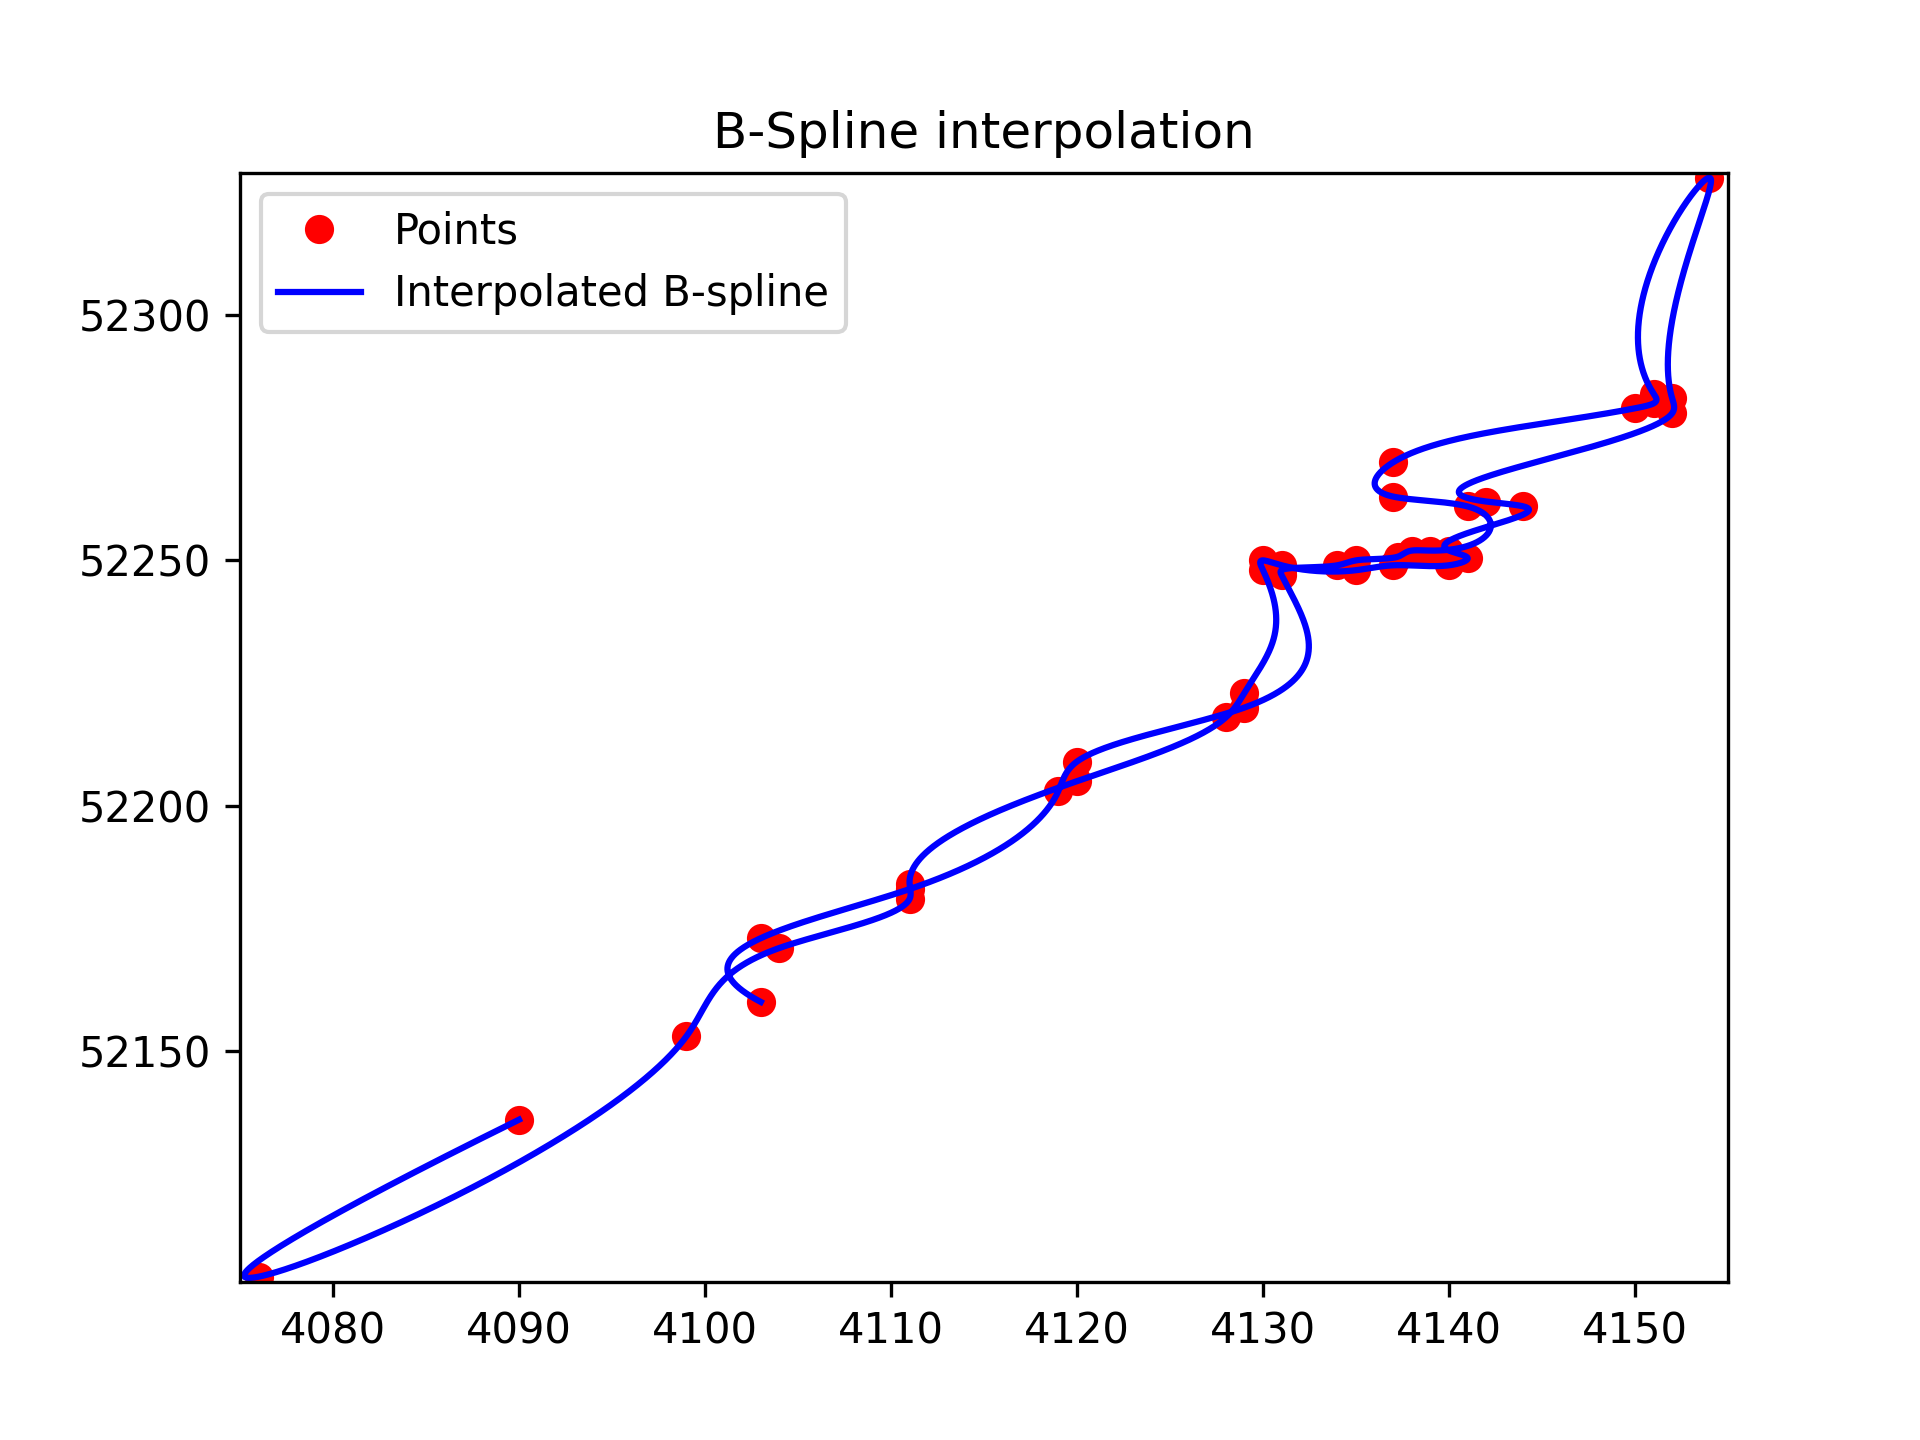 B-Spline interpolation
Points
Interpolated B-spline
52300
52250
52200
52150
4080 4090 4100 4110 4120 4130 4140 4150